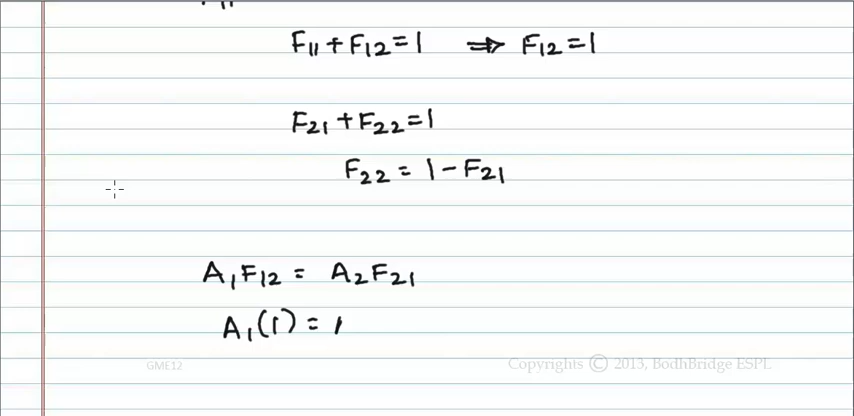 F11 + F12 = 1 ⇒ F12 = 1
F21 + F22 = 1
F22 = 1 - F21
A1F12 = A2F21
A1(1) =
GME12
Copyrights © 2013, BodhBridge ESPL